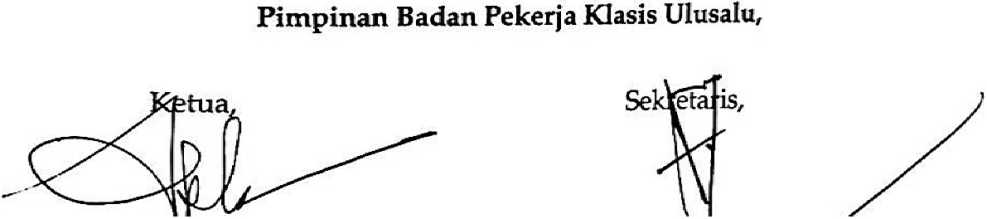 Pimpinan Badan Pekerja Klasis Ulusalu,
Ketua,
Sekretaris,